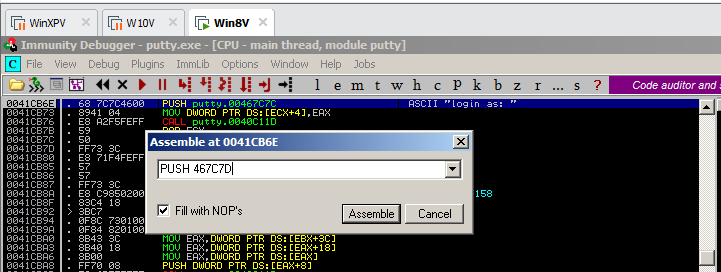 WinXPV × W10V × Win8V ×
Immunity Debugger - putty.exe - [CPU - main thread, module putty]
C File View Debug Plugins ImmLib Options Window Help Jobs
l e m t w h c p k b z r ... s ? Code auditor and s
0041CB6E . 68 7C7C4600 PUSH putty.00467C7C ASCII "login as: "
0041CB73 . 8941 04 MOV DWORD PTR DS:[ECX+4],EAX
0041CB76 . E8 A2F5FEFF CALL putty.0040C11D
0041CB7B . 59 POP ECX
0041CB7C . 50
0041CB7D . FF73 3C
0041CB80 . E8 71F4FEFF
0041CB85 . 57
0041CB86 . 57
0041CB87 . FF73 3C
0041CB8A . E8 C9850200 158
0041CB8F . 83C4 18
0041CB92 > 3BC7
0041CB94 . 0F8C 730100
0041CB9A . 0F84 820100
0041CBA0 . 8B43 3C MOV EAX,DWORD PTR DS:[EBX+3C]
0041CBA3 . 8B40 18 MOV EAX,DWORD PTR DS:[EAX+18]
0041CBA6 . 8B00 MOV EAX,DWORD PTR DS:[EAX]
0041CBA8 . FF70 08 PUSH DWORD PTR DS:[EAX+8]
Assemble at 0041CB6E
PUSH 467C7D
Fill with NOP's Assemble Cancel